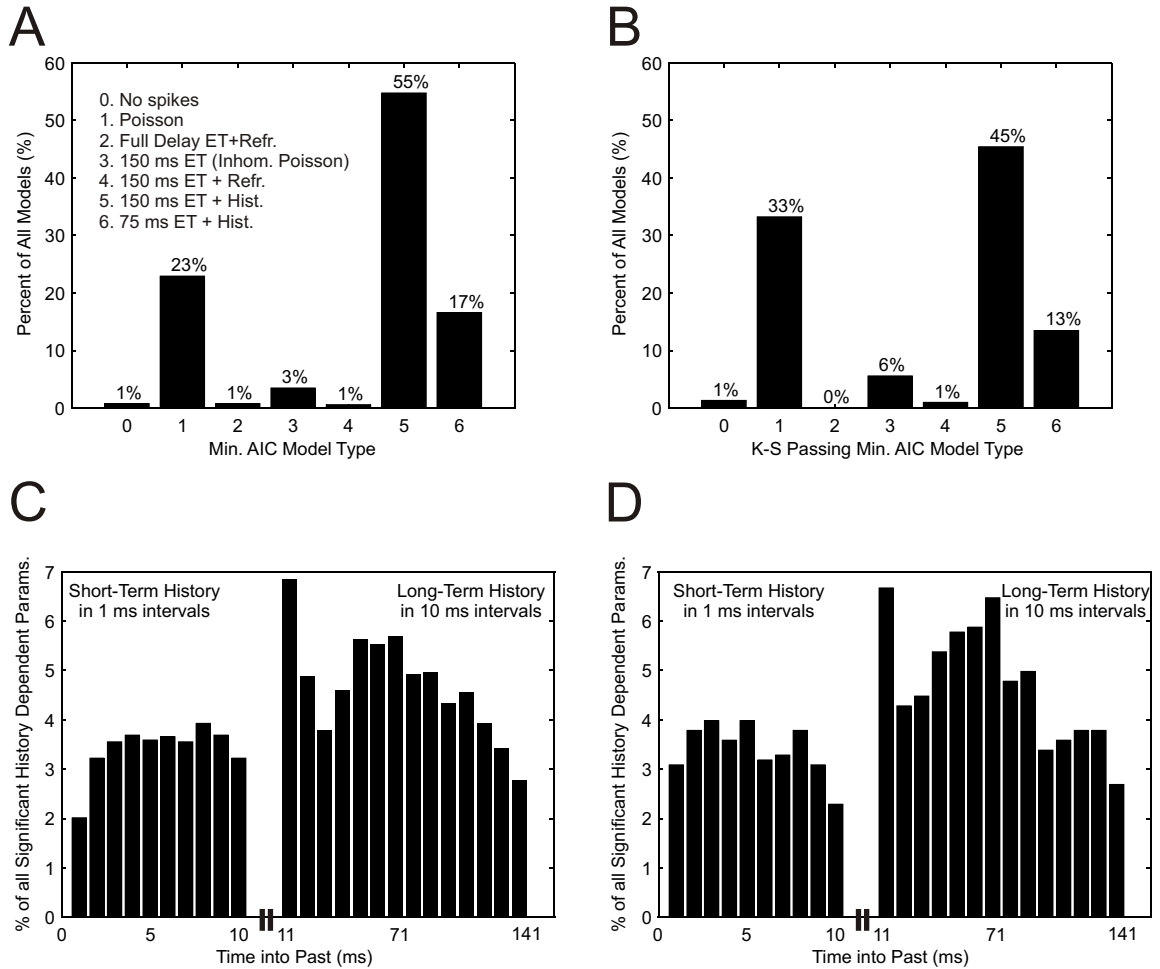 A
60
50
40
30
20
10
0
Percent of All Models (%)
0. No spikes
1. Poisson
2. Full Delay ET+Refr.
3. 150 ms ET (Inhom. Poisson)
4. 150 ms ET + Refr.
5. 150 ms ET + Hist.
6. 75 ms ET + Hist.
1%
23%
1%
3%
1%
55%
17%
0 1 2 3 4 5 6
Min. AIC Model Type
B
60
50
40
30
20
10
0
Percent of All Models (%)
1%
33%
0%
6%
1%
45%
13%
0 1 2 3 4 5 6
K-S Passing Min. AIC Model Type
C
7
6
5
4
3
2
1
0
% of all Significant History Dependent Params.
Short-Term History
in 1 ms intervals
Long-Term History
in 10 ms intervals
0 5 10 11 71 141
Time into Past (ms)
D
7
6
5
4
3
2
1
0
% of all Significant History Dependent Params.
Short-Term History
in 1 ms intervals
Long-Term History
in 10 ms intervals
0 5 10 11 71 141
Time into Past (ms)